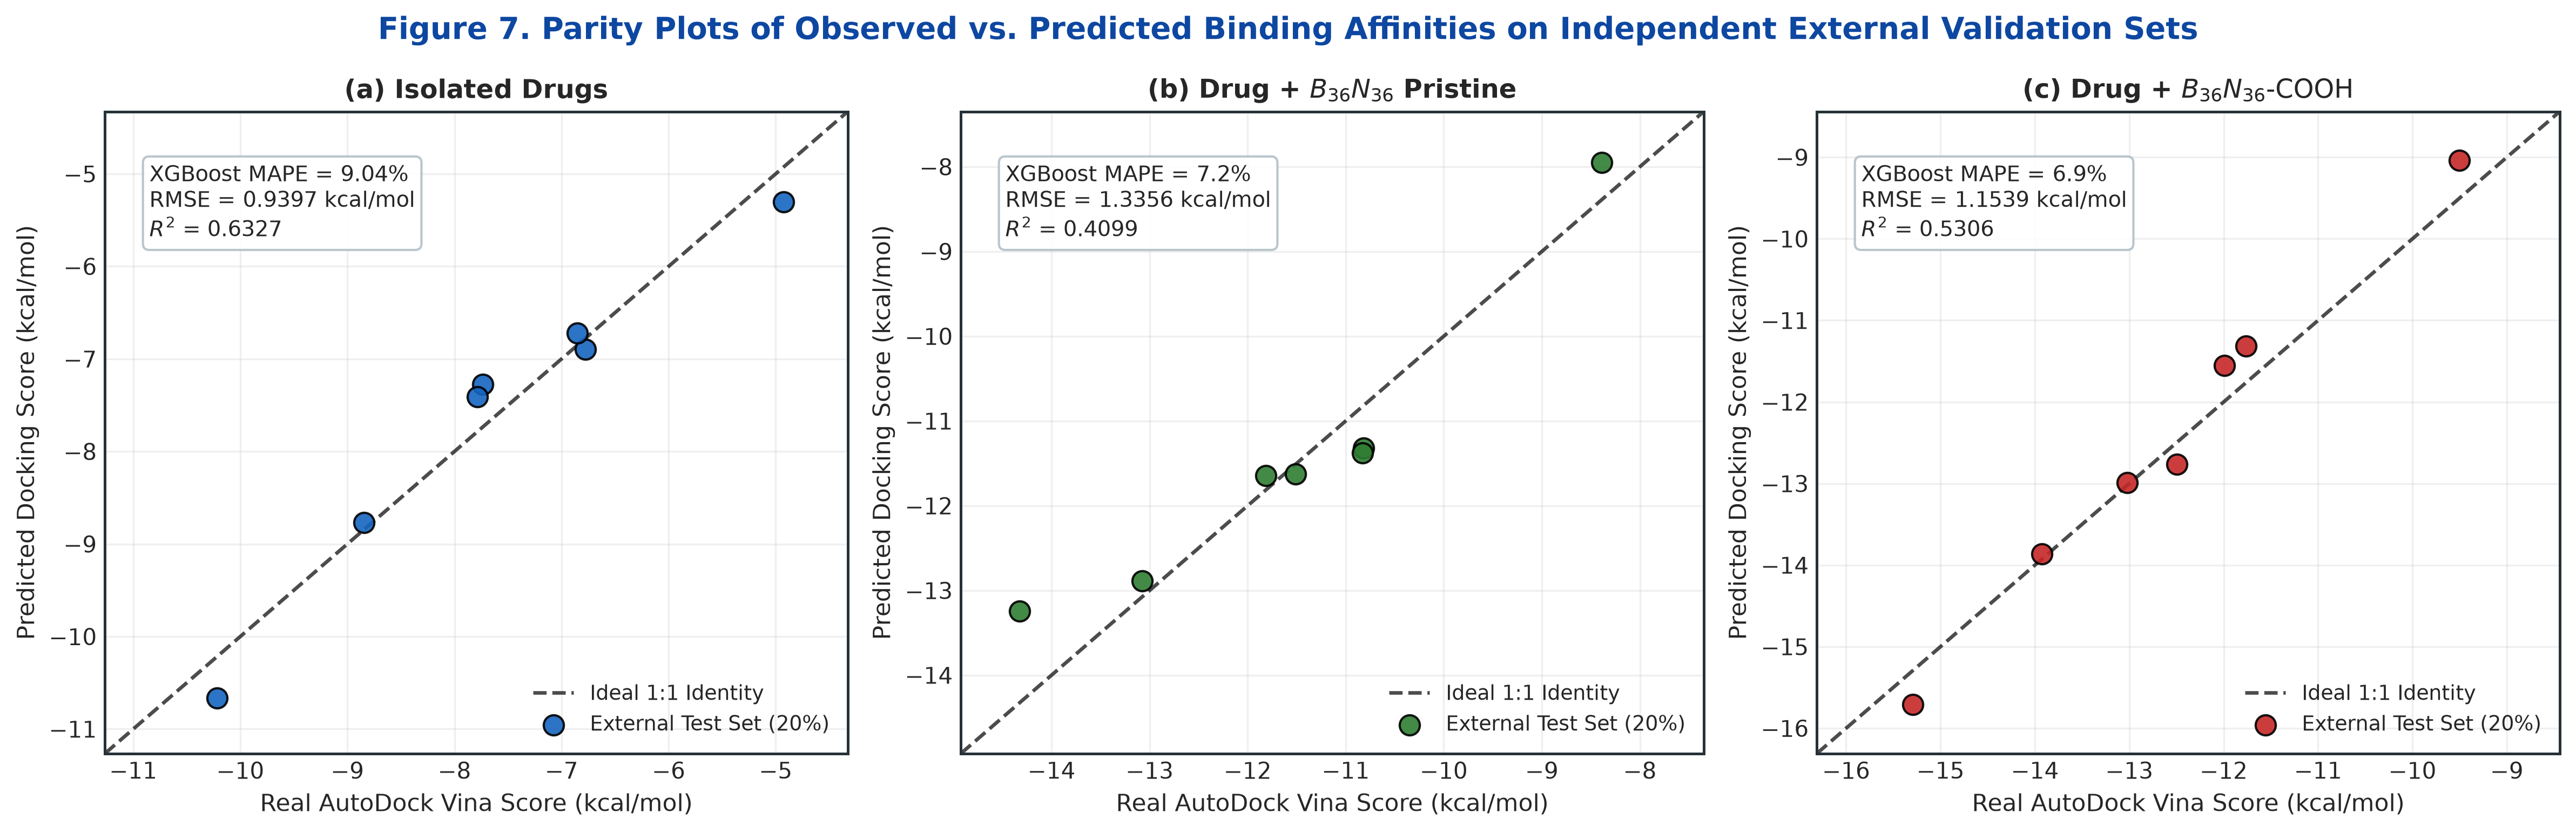 Figure 7. Parity Plots of Observed vs. Predicted Binding Affinities on Independent External Validation Sets
(a) Isolated Drugs
XGBoost MAPE = 9.04%
RMSE = 0.9397 kcal/mol
R² = 0.6327
Predicted Docking Score (kcal/mol)
−5
−6
−7
−8
−9
−10
−11
Ideal 1:1 Identity
External Test Set (20%)
−11 −10 −9 −8 −7 −6 −5
Real AutoDock Vina Score (kcal/mol)
(b) Drug + B₃₆N₃₆ Pristine
XGBoost MAPE = 7.2%
RMSE = 1.3356 kcal/mol
R² = 0.4099
Predicted Docking Score (kcal/mol)
−8
−9
−10
−11
−12
−13
−14
Ideal 1:1 Identity
External Test Set (20%)
−14 −13 −12 −11 −10 −9 −8
Real AutoDock Vina Score (kcal/mol)
(c) Drug + B₃₆N₃₆-COOH
XGBoost MAPE = 6.9%
RMSE = 1.1539 kcal/mol
R² = 0.5306
Predicted Docking Score (kcal/mol)
−9
−10
−11
−12
−13
−14
−15
−16
Ideal 1:1 Identity
External Test Set (20%)
−16 −15 −14 −13 −12 −11 −10 −9
Real AutoDock Vina Score (kcal/mol)